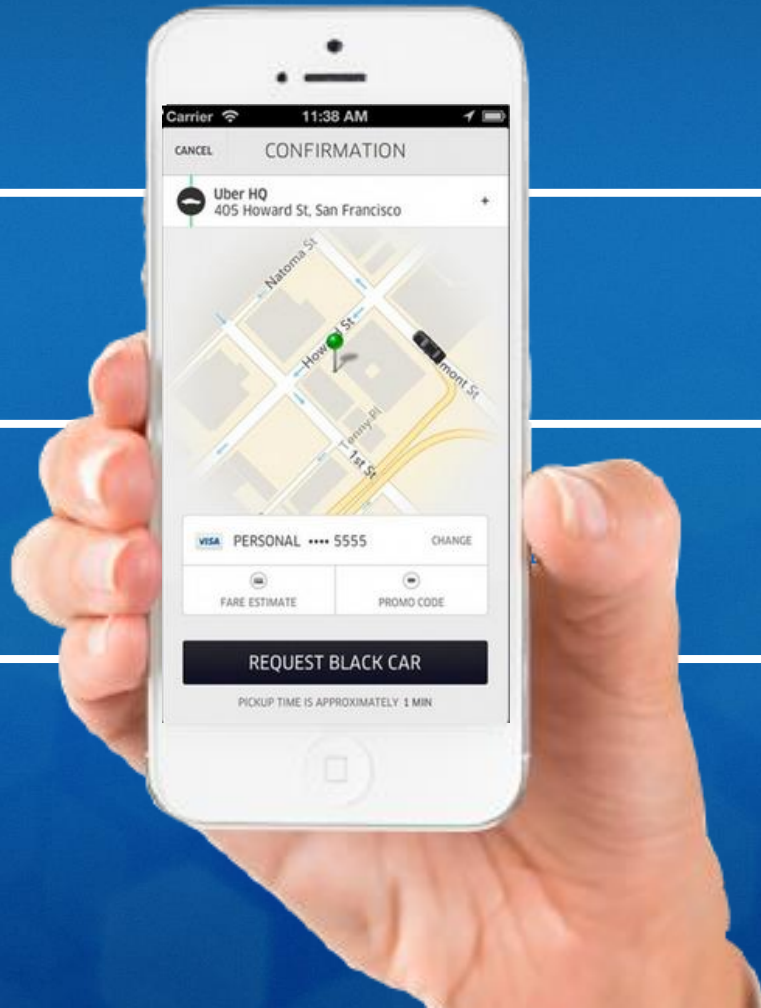 Carrier 11:38 AM
CANCEL CONFIRMATION
Uber HQ
405 Howard St, San Francisco +
Natoma St
Howard St
mont St
Tenny Pl
1st St
VISA PERSONAL •••• 5555 CHANGE
FARE ESTIMATE PROMO CODE
REQUEST BLACK CAR
PICKUP TIME IS APPROXIMATELY 1 MIN